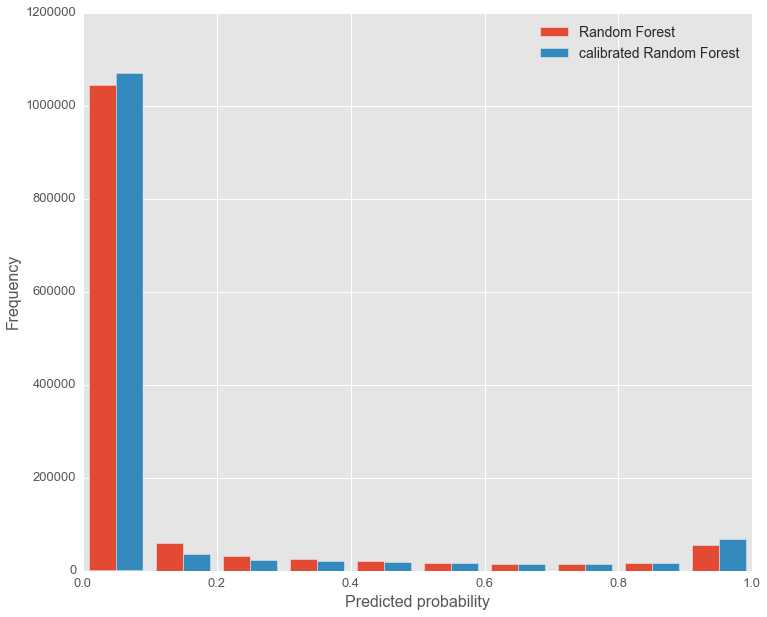 1200000
1000000
800000
600000
400000
200000
0
Frequency
Random Forest
calibrated Random Forest
0.0 0.2 0.4 0.6 0.8 1.0
Predicted probability